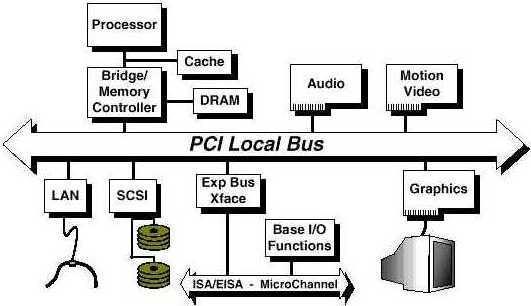 Processor
Cache
Bridge/
Memory
Controller
DRAM
Audio
Motion
Video
PCI Local Bus
LAN
SCSI
Exp Bus
Xface
Graphics
Base I/O
Functions
ISA/EISA - MicroChannel